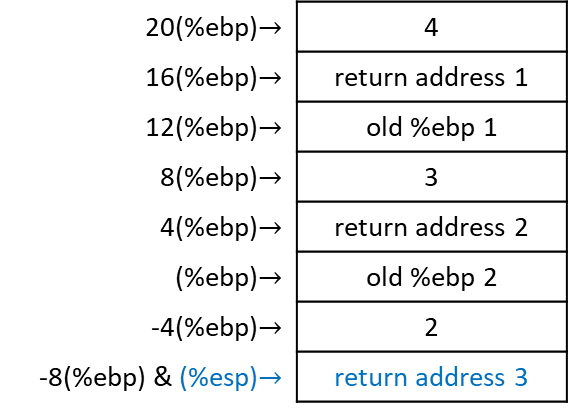 20(%ebp)→ 4
16(%ebp)→ return address 1
12(%ebp)→ old %ebp 1
8(%ebp)→ 3
4(%ebp)→ return address 2
(%ebp)→ old %ebp 2
-4(%ebp)→ 2
-8(%ebp) & (%esp)→ return address 3